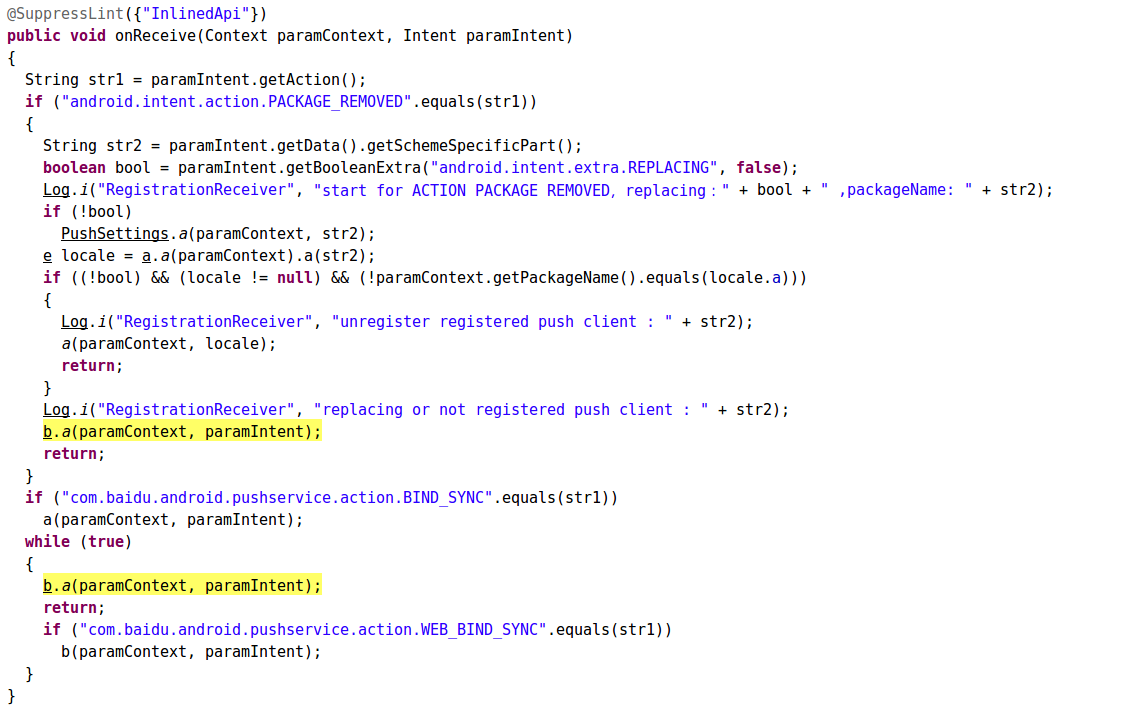 @SuppressLint({"InlinedApi"})
public void onReceive(Context paramContext, Intent paramIntent)
{
  String str1 = paramIntent.getAction();
  if ("android.intent.action.PACKAGE_REMOVED".equals(str1))
  {
    String str2 = paramIntent.getData().getSchemeSpecificPart();
    boolean bool = paramIntent.getBooleanExtra("android.intent.extra.REPLACING", false);
    Log.i("RegistrationReceiver", "start for ACTION PACKAGE REMOVED，replacing：" + bool + " ,packageName: " + str2);
    if (!bool)
      PushSettings.a(paramContext, str2);
    e locale = a.a(paramContext).a(str2);
    if ((!bool) && (locale != null) && (!paramContext.getPackageName().equals(locale.a)))
    {
      Log.i("RegistrationReceiver", "unregister registered push client : " + str2);
      a(paramContext, locale);
      return;
    }
    Log.i("RegistrationReceiver", "replacing or not registered push client : " + str2);
    b.a(paramContext, paramIntent);
    return;
  }
  if ("com.baidu.android.pushservice.action.BIND_SYNC".equals(str1))
    a(paramContext, paramIntent);
  while (true)
  {
    b.a(paramContext, paramIntent);
    return;
    if ("com.baidu.android.pushservice.action.WEB_BIND_SYNC".equals(str1))
      b(paramContext, paramIntent);
  }
}